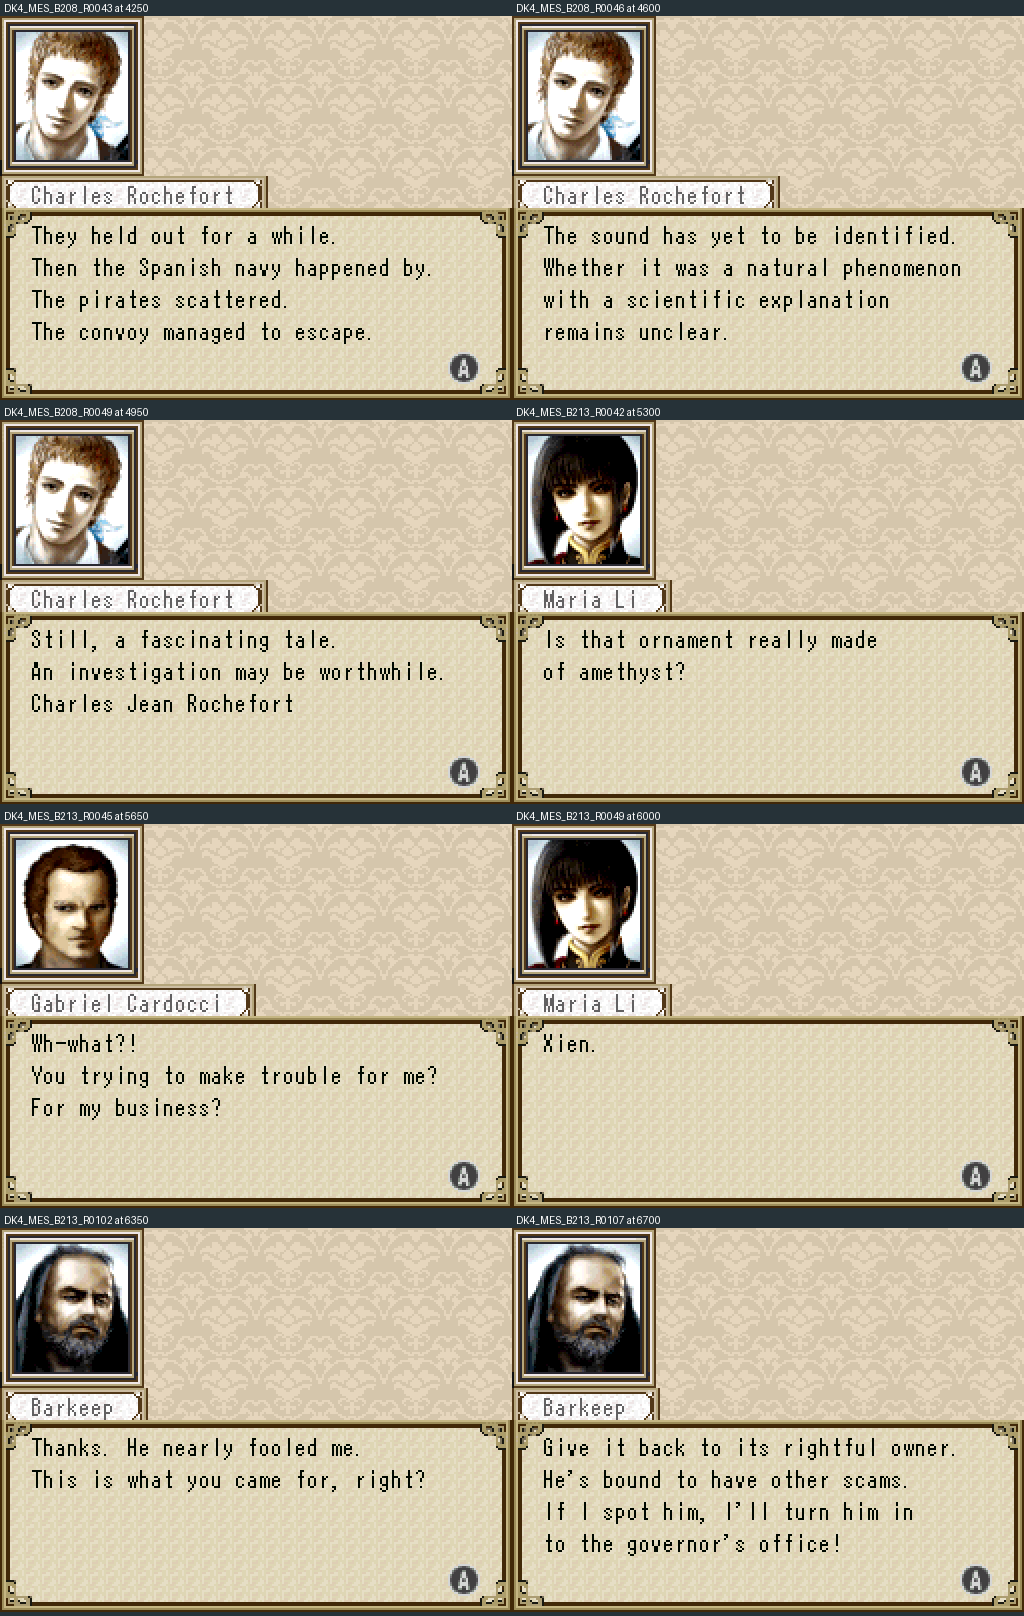 DK4_MES_B208_R0043 at 4250
Charles Rochefort
They held out for a while.
Then the Spanish navy happened by.
The pirates scattered.
The convoy managed to escape.
A
DK4_MES_B208_R0046 at 4600
Charles Rochefort
The sound has yet to be identified.
Whether it was a natural phenomenon
with a scientific explanation
remains unclear.
A
DK4_MES_B208_R0049 at 4950
Charles Rochefort
Still, a fascinating tale.
An investigation may be worthwhile.
Charles Jean Rochefort
A
DK4_MES_B213_R0042 at 5300
Maria Li
Is that ornament really made
of amethyst?
A
DK4_MES_B213_R0045 at 5650
Gabriel Cardocci
Wh-what?!
You trying to make trouble for me?
For my business?
A
DK4_MES_B213_R0049 at 6000
Maria Li
Xien.
A
DK4_MES_B213_R0102 at 6350
Barkeep
Thanks. He nearly fooled me.
This is what you came for, right?
A
DK4_MES_B213_R0107 at 6700
Barkeep
Give it back to its rightful owner.
He's bound to have other scams.
If I spot him, I'll turn him in
to the governor's office!
A